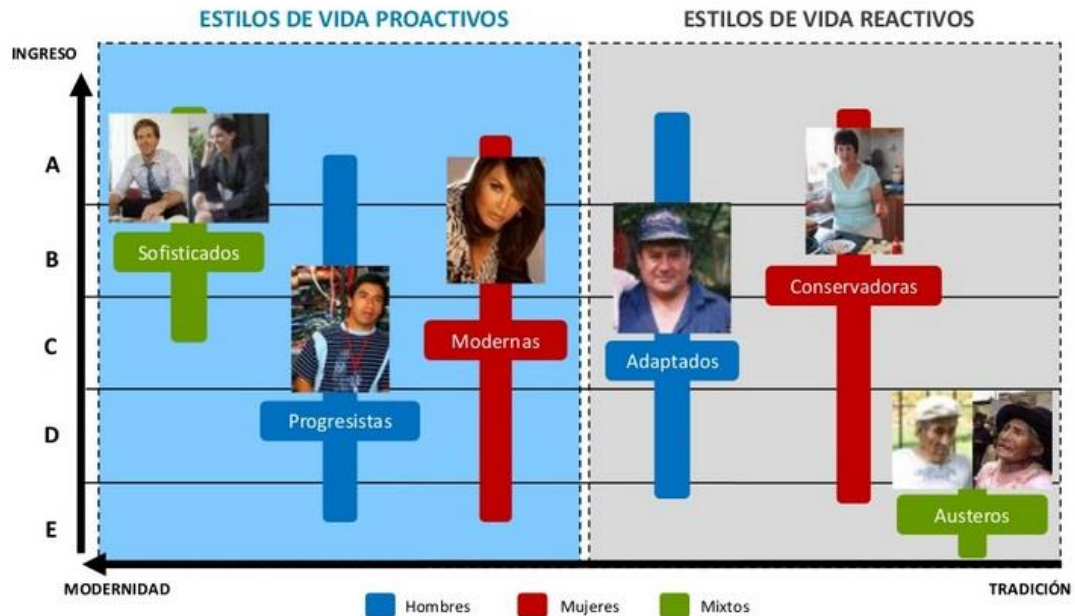 ESTILOS DE VIDA PROACTIVOS
ESTILOS DE VIDA REACTIVOS
INGRESO
A
B
C
D
E
Sofisticados
Progresistas
Modernas
Adaptados
Conservadoras
Austeros
MODERNIDAD
TRADICIÓN
Hombres
Mujeres
Mixtos